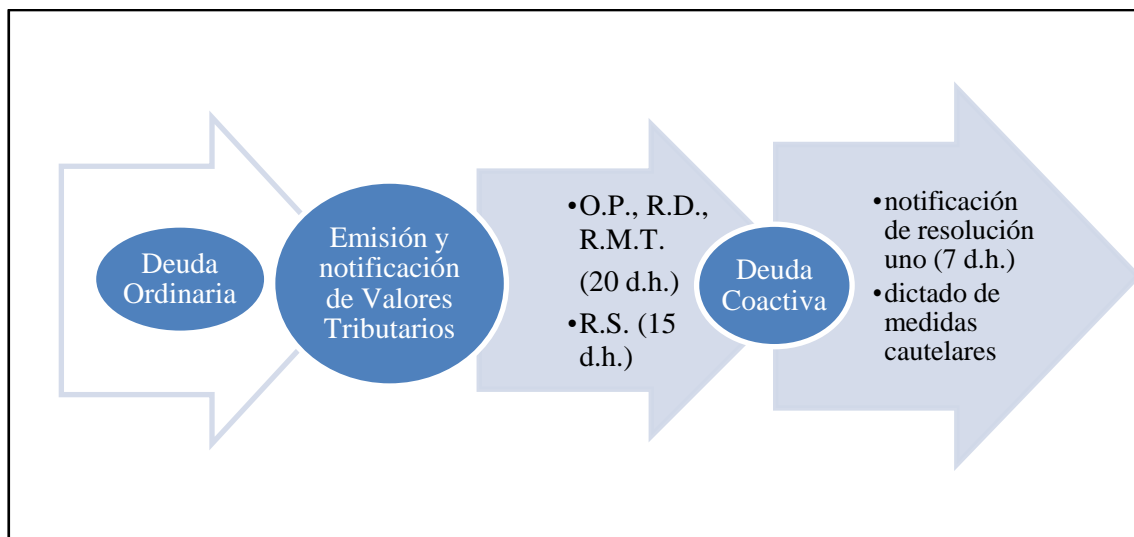 Deuda
Ordinaria
Emisión y
notificación
de Valores
Tributarios
•O.P., R.D.,
R.M.T.
(20 d.h.)
•R.S. (15
d.h.)
Deuda
Coactiva
•notificación
de resolución
uno (7 d.h.)
•dictado de
medidas
cautelares